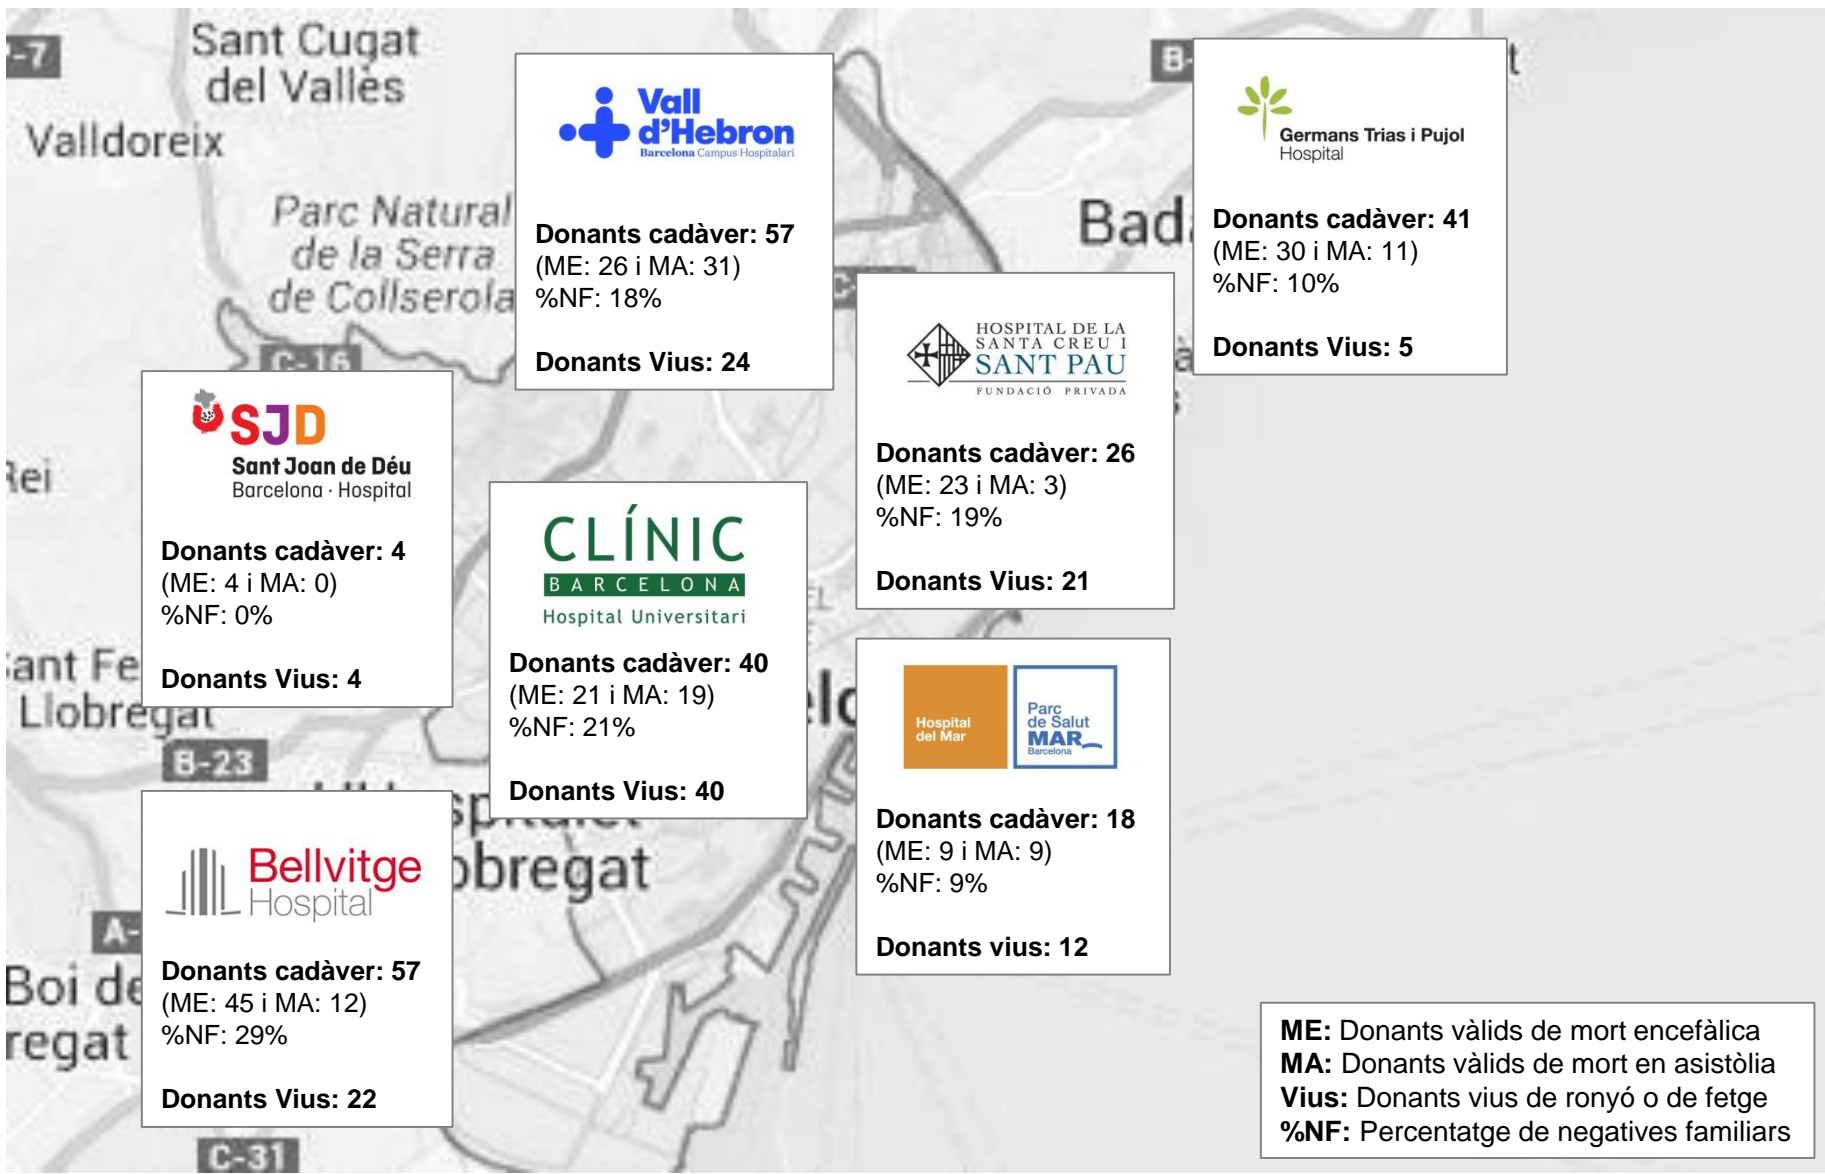 Sant Cugat
del Vallès
Valldoreix
Parc Natural
de la Serra
de Collserola
C-16
Vall
d'Hebron
Barcelona Campus Hospitalari
Donants cadàver: 57
(ME: 26 i MA: 31)
%NF: 18%
Donants Vius: 24
Germans Trias i Pujol
Hospital
Donants cadàver: 41
(ME: 30 i MA: 11)
%NF: 10%
Donants Vius: 5
HOSPITAL DE LA
SANTA CREU I
SANT PAU
FUNDACIÓ PRIVADA
Donants cadàver: 26
(ME: 23 i MA: 3)
%NF: 19%
Donants Vius: 21
SJD
Sant Joan de Déu
Barcelona · Hospital
Donants cadàver: 4
(ME: 4 i MA: 0)
%NF: 0%
Donants Vius: 4
CLÍNIC
BARCELONA
Hospital Universitari
Donants cadàver: 40
(ME: 21 i MA: 19)
%NF: 21%
Donants Vius: 40
Hospital
del Mar
Parc
de Salut
MAR
Barcelona
Donants cadàver: 18
(ME: 9 i MA: 9)
%NF: 9%
Donants vius: 12
Llobregat
B-23
Bellvitge
Hospital
Donants cadàver: 57
(ME: 45 i MA: 12)
%NF: 29%
Donants Vius: 22
C-31
ME: Donants vàlids de mort encefàlica
MA: Donants vàlids de mort en asistòlia
Vius: Donants vius de ronyó o de fetge
%NF: Percentatge de negatives familiars